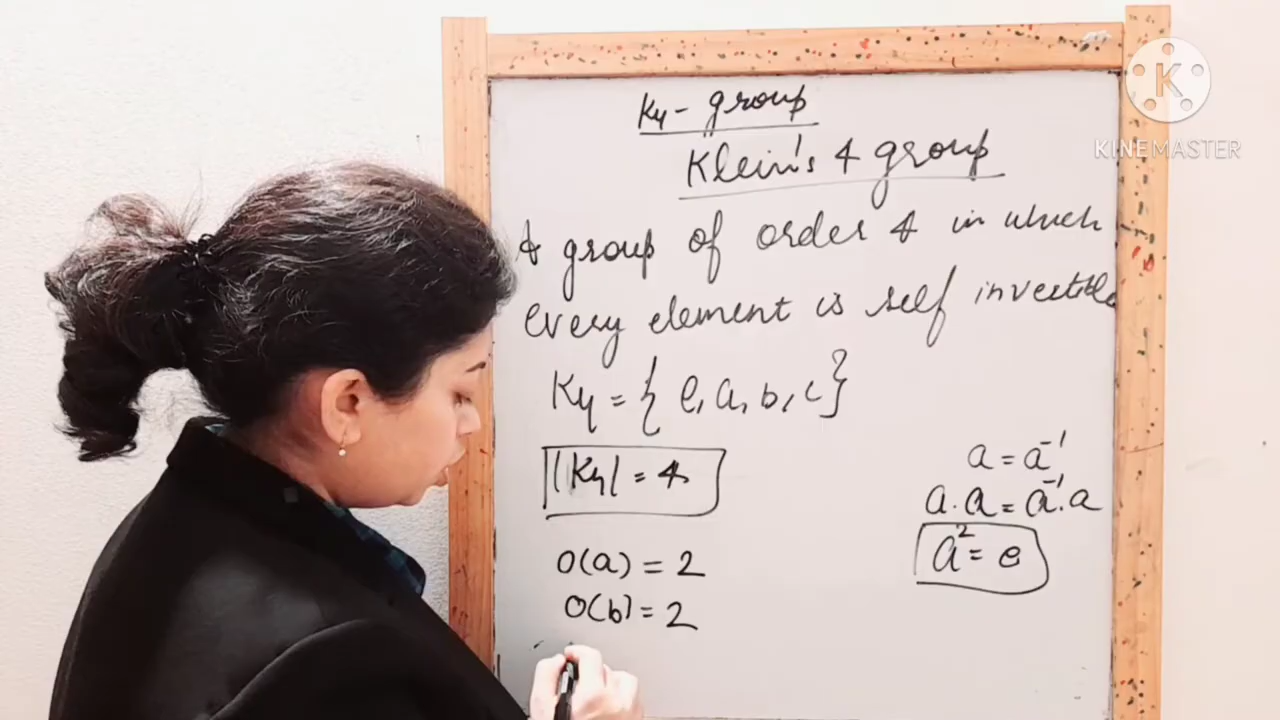 K4 - group
Klein's 4 group
A group of order 4 in which
every element is self invertible
K4 = { e, a, b, c }
|K4| = 4
a = a⁻¹
a . a = a⁻¹. a
a² = e
O(a) = 2
O(b) = 2
K
KINEMASTER